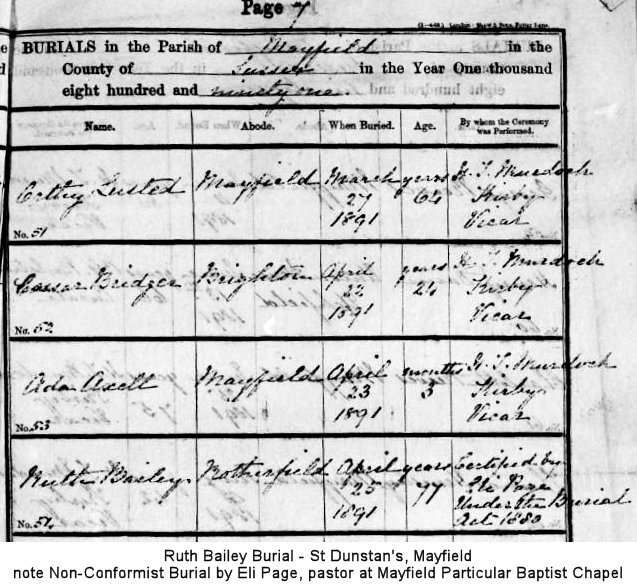 Page 7
BURIALS in the Parish of Mayfield in the
County of Sussex in the Year One thousand
eight hundred and ninety one.
Name. Abode. When Buried. Age. By whom the Ceremony was Performed.
Lusted Mayfield March 27 1891 years 64 H. T. Murdoch Kirby Vicar
No. 51
Caesar Bridger Brighton April 22 1891 years 24 H. T. Murdoch Kirby Vicar
No. 52
Ada Axell Mayfield April 23 1891 months 3 H. T. Murdoch Kirby Vicar
No. 53
Ruth Bailey Rotherfield April 25 1891 years 77 Certified by Eli Page Under the Burial Act 1880
No. 54
Ruth Bailey Burial - St Dunstan's, Mayfield
note Non-Conformist Burial by Eli Page, pastor at Mayfield Particular Baptist Chapel